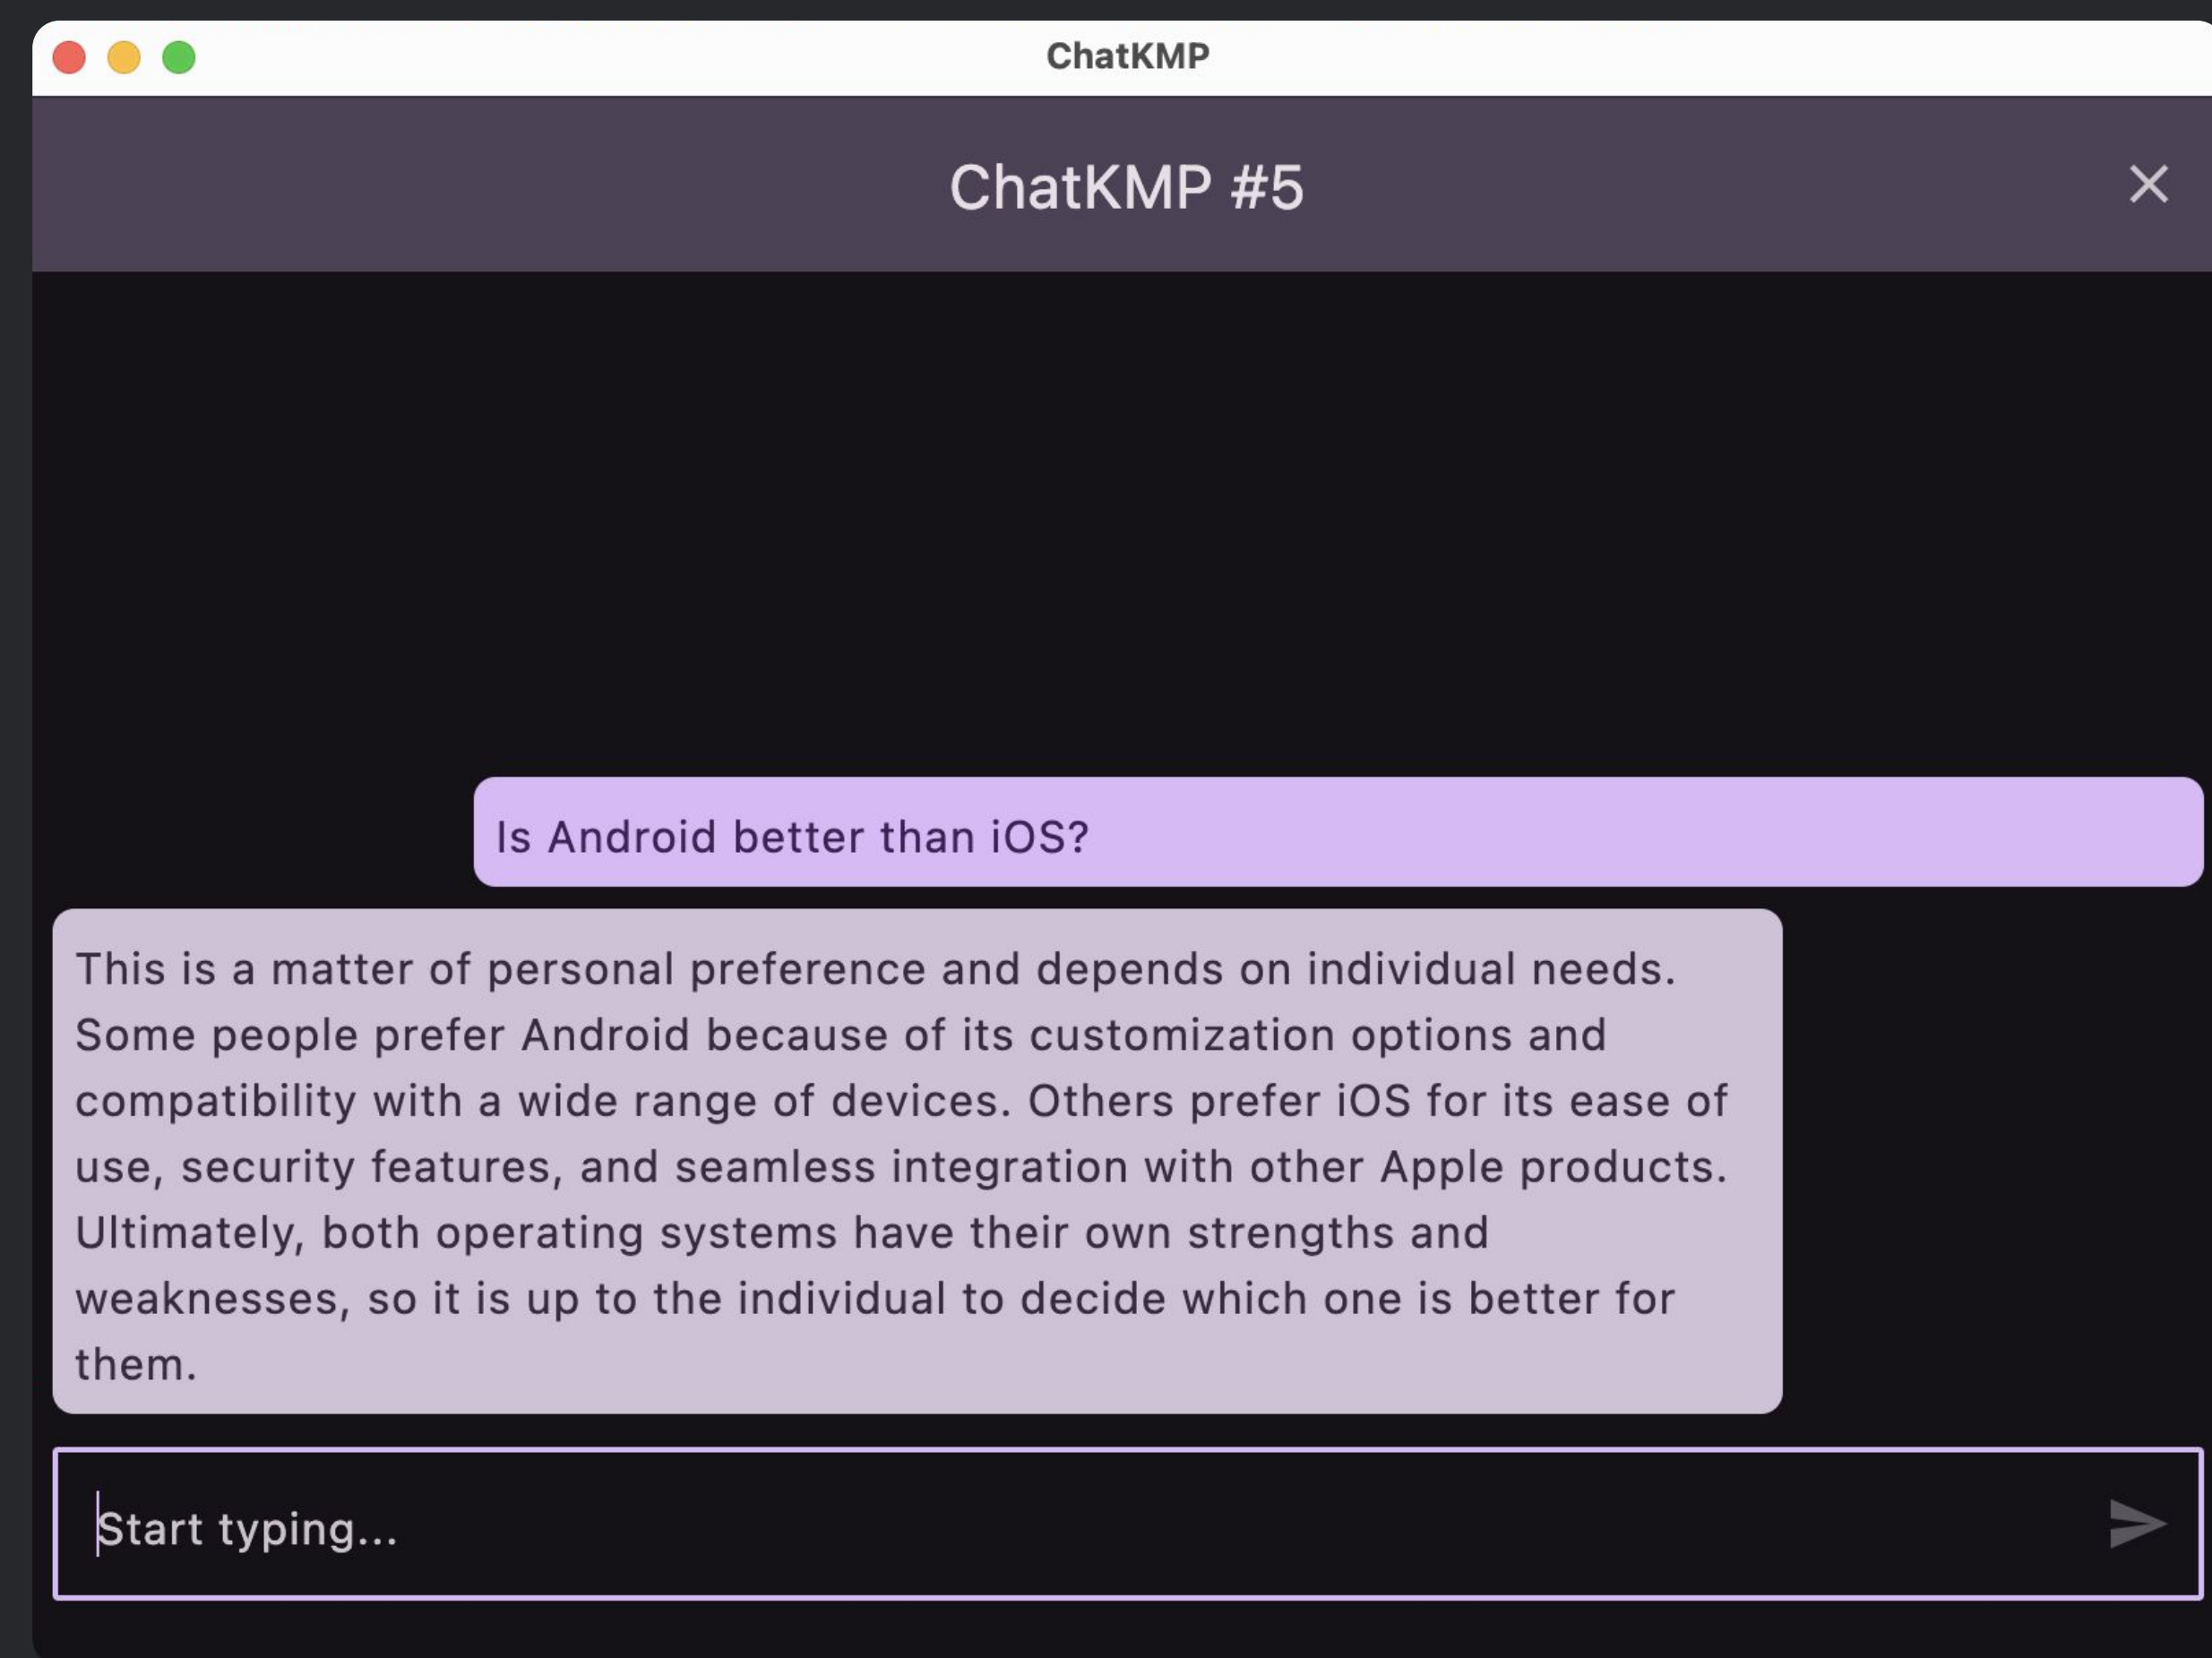 ChatKMP
ChatKMP #5
Is Android better than iOS?
This is a matter of personal preference and depends on individual needs.
Some people prefer Android because of its customization options and
compatibility with a wide range of devices. Others prefer iOS for its ease of
use, security features, and seamless integration with other Apple products.
Ultimately, both operating systems have their own strengths and
weaknesses, so it is up to the individual to decide which one is better for
them.
Start typing...